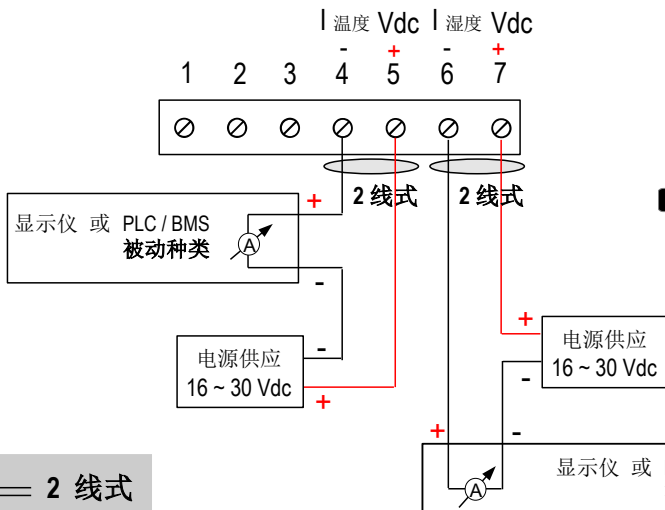 I 温度 Vdc I 湿度 Vdc
- + - +
1 2 3 4 5 6 7
2 线式 2 线式
+
显示仪 或 PLC / BMS
被动种类
A
-
-
电源供应
16 ~ 30 Vdc
+
+
电源供应
16 ~ 30 Vdc
-
+ -
显示仪 或
A
2 线式